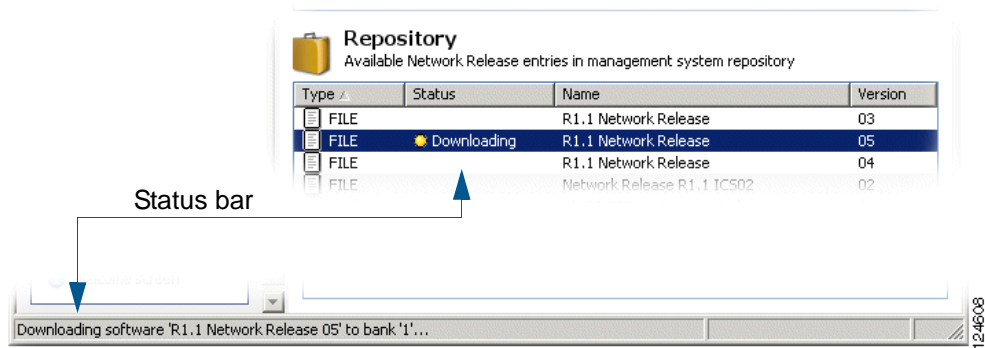 Repository
Available Network Release entries in management system repository
Type Status Name Version
FILE R1.1 Network Release 03
FILE Downloading R1.1 Network Release 05
FILE R1.1 Network Release 04
FILE Network Release R1.1 ICS02 02
Status bar
screen
Downloading software 'R1.1 Network Release 05' to bank '1'...
124608